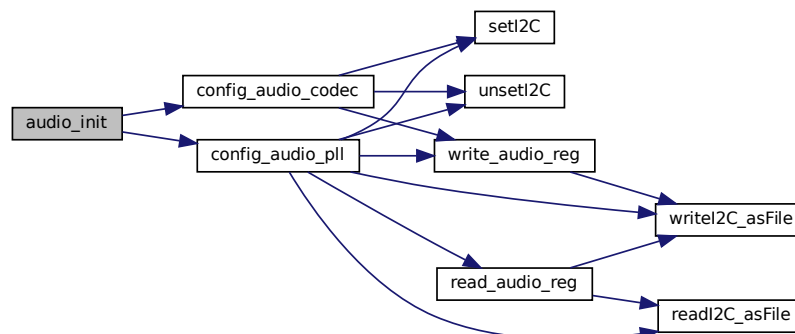 setI2C
config_audio_codec
unsetI2C
audio_init
config_audio_pll
write_audio_reg
writeI2C_asFile
read_audio_reg
readI2C_asFile